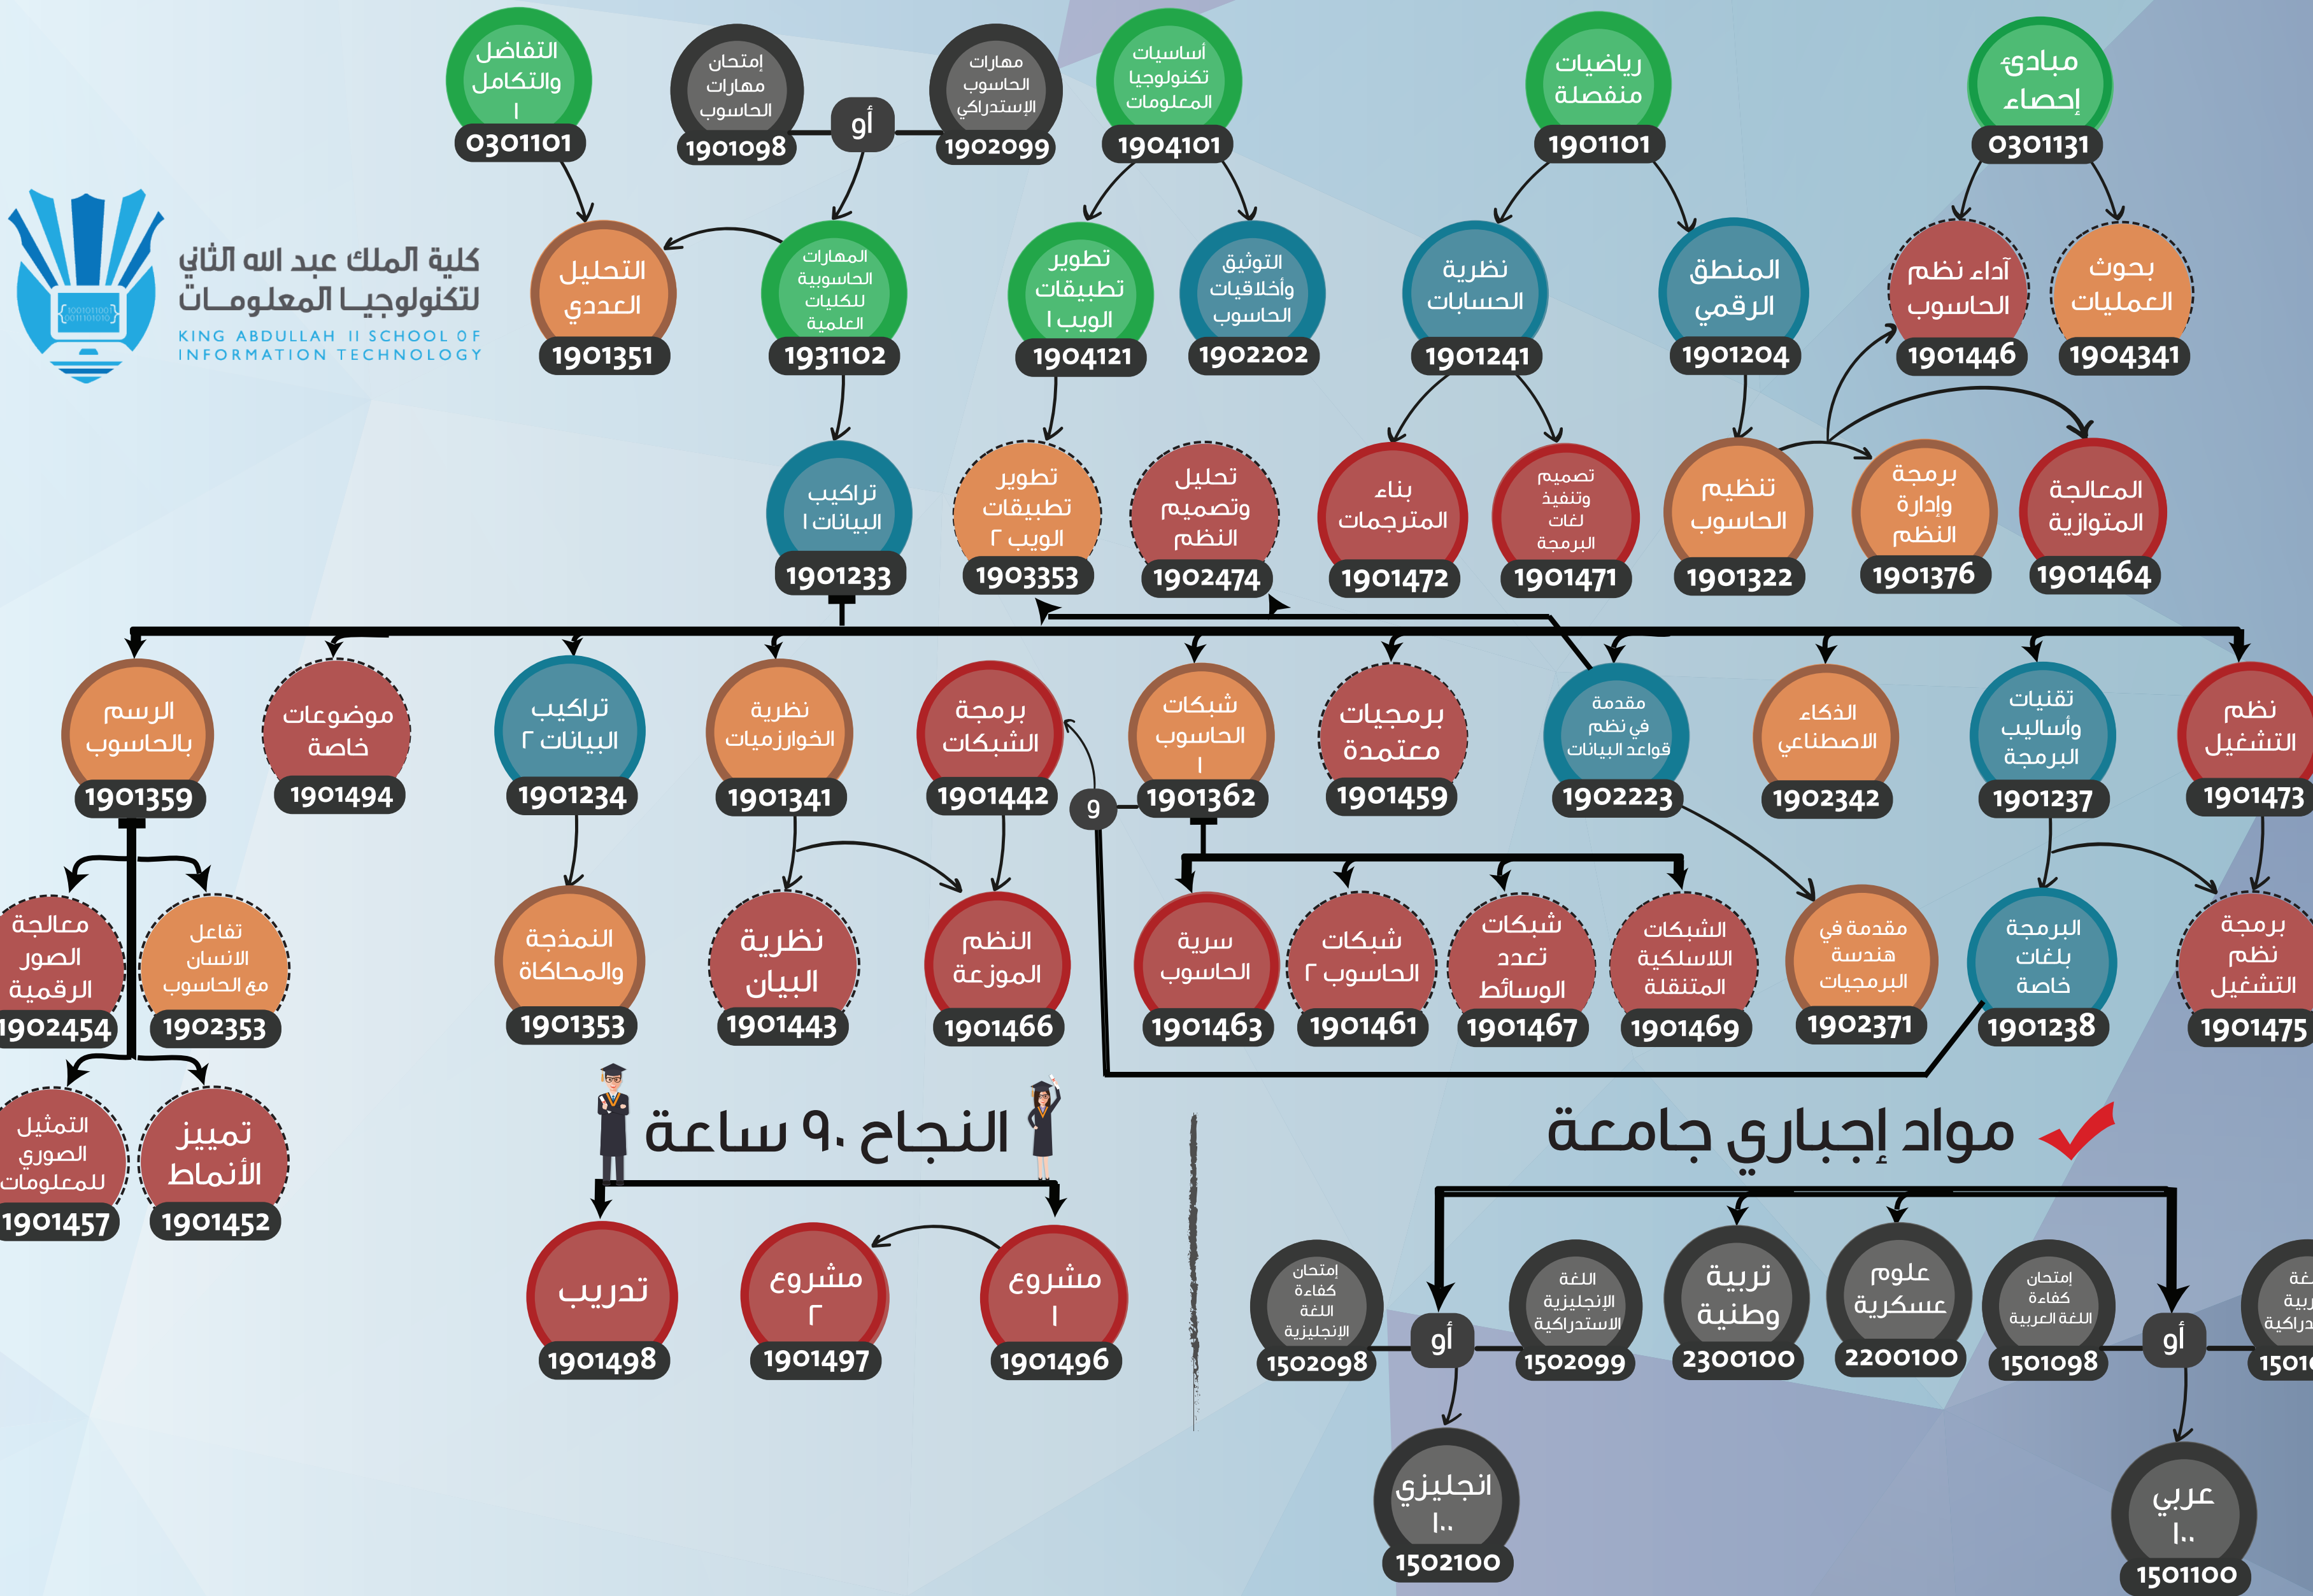 التفاضل
والتكامل
١
0301101
إمتحان
مهارات
الحاسوب
1901098
أو
مهارات
الحاسوب
الإستدراكي
1902099
أساسيات
تكنولوجيا
المعلومات
1904101
رياضيات
منفصلة
1901101
مبادئ
إحصاء
0301131
كلية الملك عبد الله الثاني
لتكنولوجيا المعلومات
KING ABDULLAH II SCHOOL OF
INFORMATION TECHNOLOGY
التحليل
العددي
1901351
المهارات
الحاسوبية
للكليات
العلمية
1931102
تطوير
تطبيقات
الويب ١
1904121
التوثيق
وأخلاقيات
الحاسوب
1902202
نظرية
الحسابات
1901241
المنطق
الرقمي
1901204
آداء نظم
الحاسوب
1901446
بحوث
العمليات
1904341
تراكيب
البيانات ١
1901233
تطوير
تطبيقات
الويب ٢
1903353
تحليل
وتصميم
النظم
1902474
بناء
المترجمات
1901472
تصميم
وتنفيذ
لغات
البرمجة
1901471
تنظيم
الحاسوب
1901322
برمجة
وإدارة
النظم
1901376
المعالجة
المتوازية
1901464
الرسم
بالحاسوب
1901359
موضوعات
خاصة
1901494
تراكيب
البيانات ٢
1901234
نظرية
الخوارزميات
1901341
برمجة
الشبكات
1901442
و
شبكات
الحاسوب
١
1901362
برمجيات
معتمدة
1901459
مقدمة
في نظم
قواعد البيانات
1902223
الذكاء
الاصطناعي
1902342
تقنيات
وأساليب
البرمجة
1901237
نظم
التشغيل
1901473
معالجة
الصور
الرقمية
1902454
تفاعل
الانسان
مع الحاسوب
1902353
النمذجة
والمحاكاة
1901353
نظرية
البيان
1901443
النظم
الموزعة
1901466
سرية
الحاسوب
1901463
شبكات
الحاسوب ٢
1901461
شبكات
تعدد
الوسائط
1901467
الشبكات
اللاسلكية
المتنقلة
1901469
مقدمة في
هندسة
البرمجيات
1902371
البرمجة
بلغات
خاصة
1901238
برمجة
نظم
التشغيل
1901475
التمثيل
الصوري
للمعلومات
1901457
تمييز
الأنماط
1901452
النجاح ٩٠ ساعة
تدريب
1901498
مشروع
٢
1901497
مشروع
١
1901496
مواد إجباري جامعة
إمتحان
كفاءة
اللغة
الإنجليزية
1502098
أو
اللغة
الإنجليزية
الاستدراكية
1502099
تربية
وطنية
2300100
علوم
عسكرية
2200100
إمتحان
كفاءة
اللغة العربية
1501098
أو
انجليزي
١٠٠
1502100
عربي
١٠٠
1501100